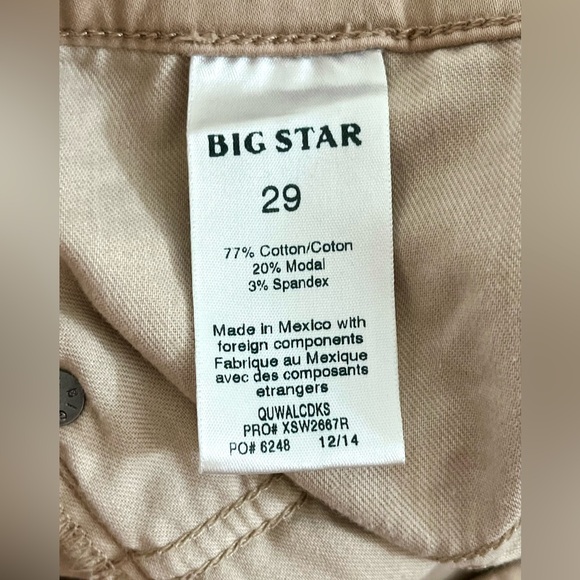 BIG STAR
29
77% Cotton/Coton
20% Modal
3% Spandex
Made in Mexico with
foreign components
Fabrique au Mexique
avec des composants
etrangers
QUWALCDKS
PRO# XSW2667R
PO# 6248 12/14